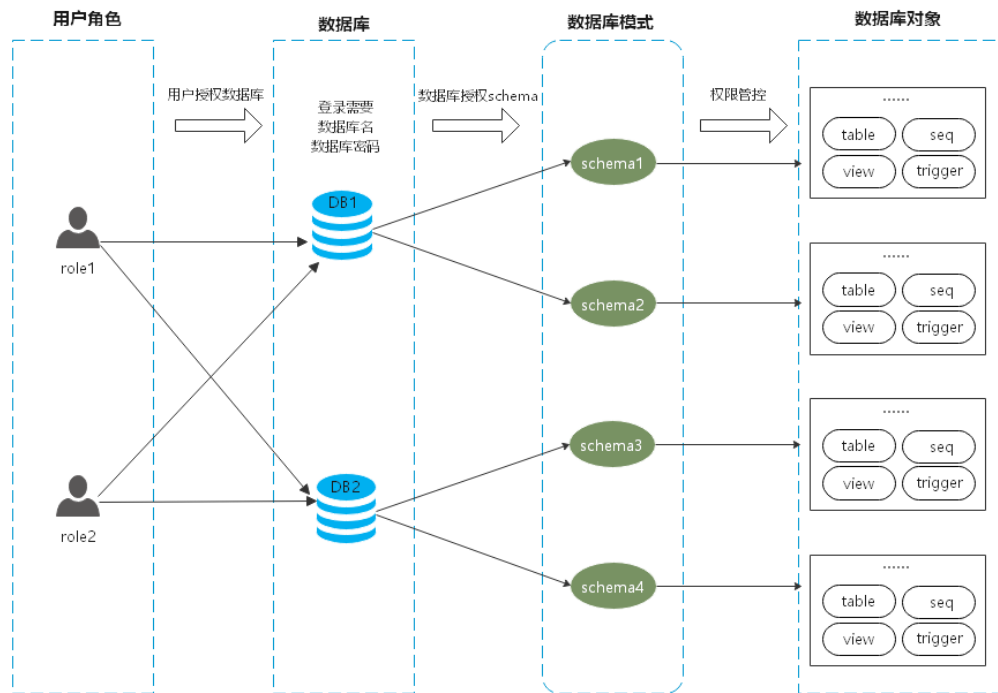 用户角色
数据库
数据库模式
数据库对象
用户授权数据库
登录需要
数据库名
数据库密码
数据库授权schema
权限管控
role1
role2
DB1
DB2
schema1
schema2
schema3
schema4
......
table
seq
view
trigger
......
table
seq
view
trigger
......
table
seq
view
trigger
......
table
seq
view
trigger